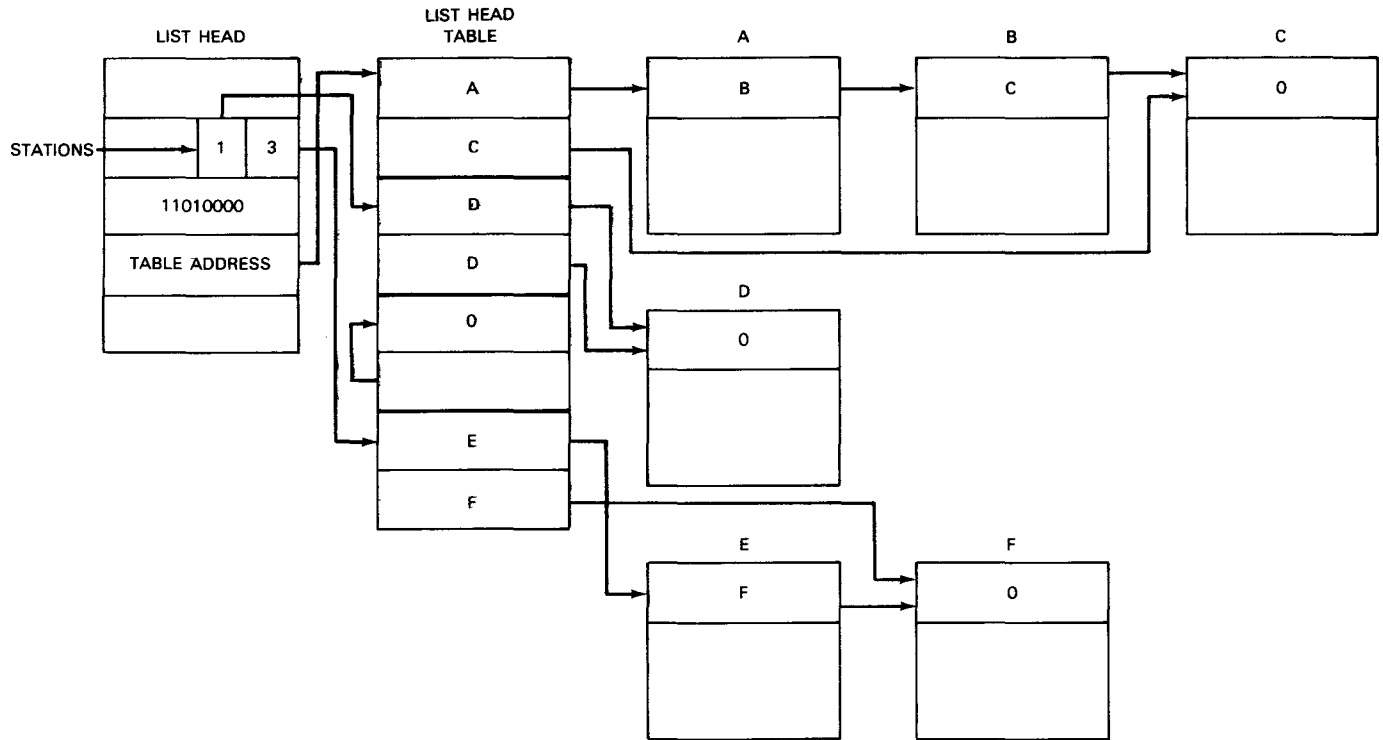 LIST HEAD
STATIONS
1
3
11010000
TABLE ADDRESS
LIST HEAD
TABLE
A
C
D
D
0
E
F
A
B
B
C
C
0
D
0
E
F
F
0